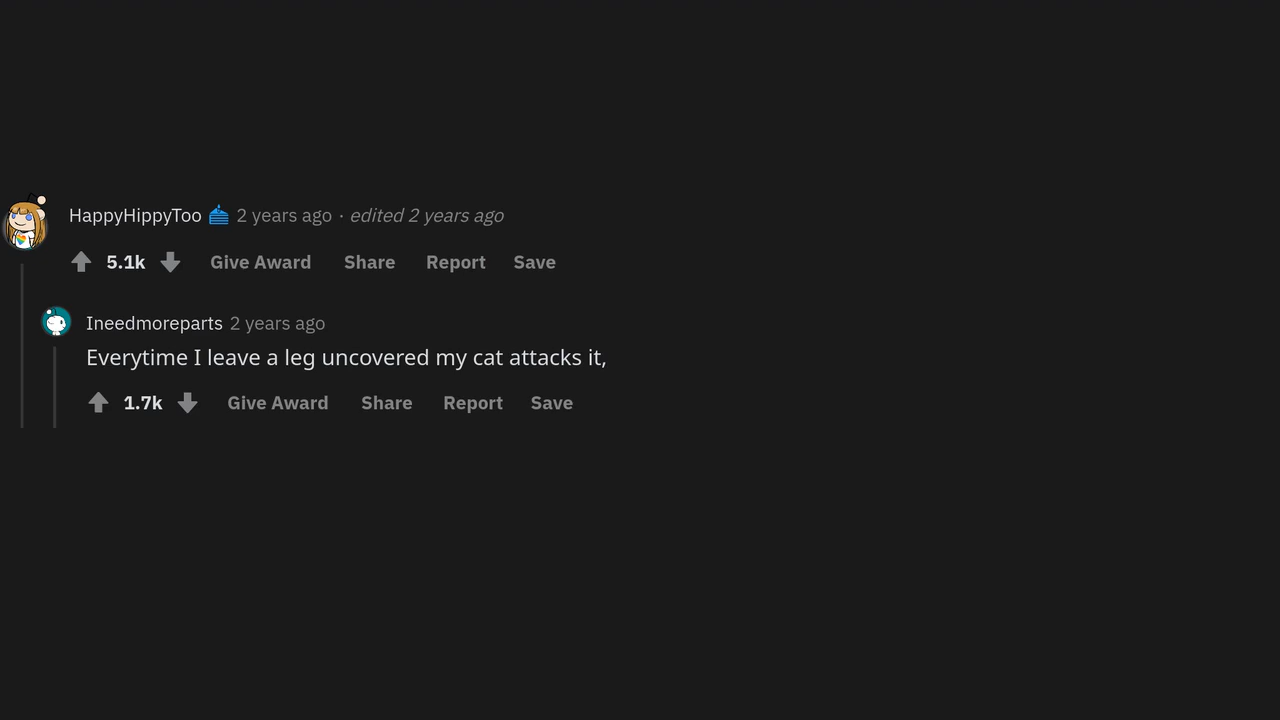 HappyHippyToo 2 years ago · edited 2 years ago
5.1k Give Award Share Report Save
Ineedmoreparts 2 years ago
Everytime I leave a leg uncovered my cat attacks it,
1.7k Give Award Share Report Save